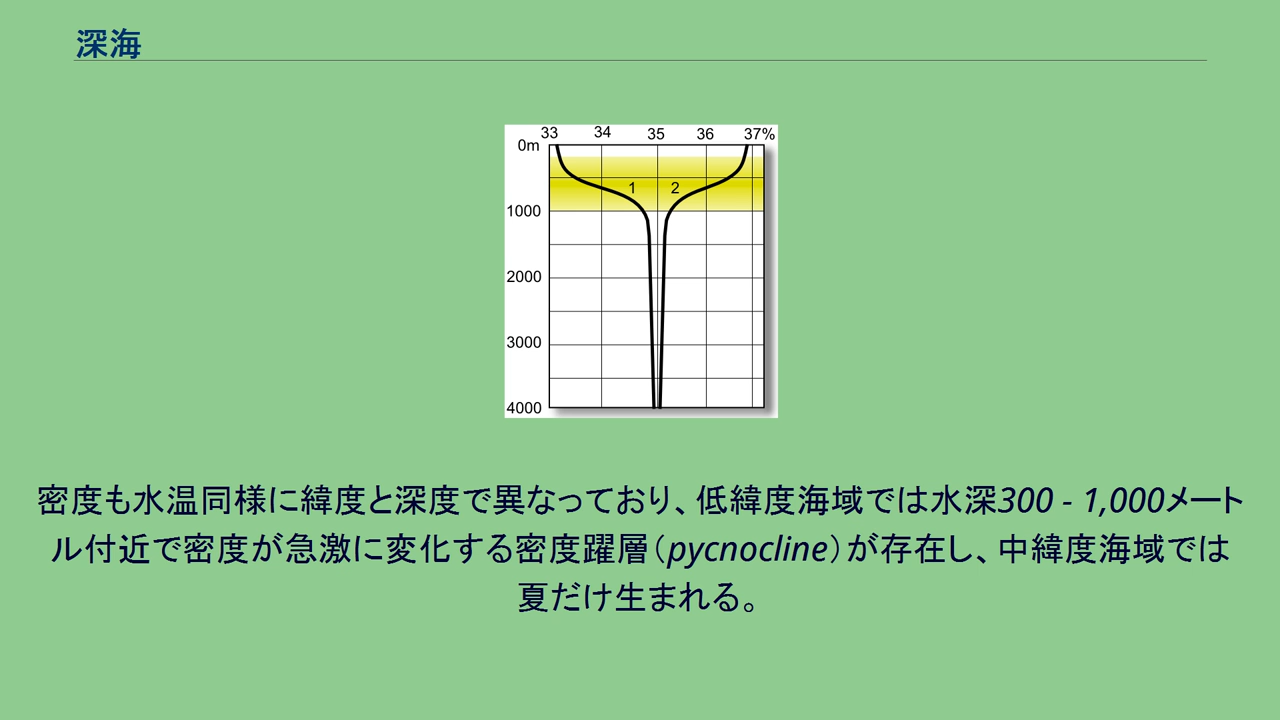 深海
33 34 35 36 37%
0m
1 2
1000
2000
3000
4000
密度も水温同様に緯度と深度で異なっており、低緯度海域では水深300 - 1,000メート
ル付近で密度が急激に変化する密度躍層（pycnocline）が存在し、中緯度海域では
夏だけ生まれる。